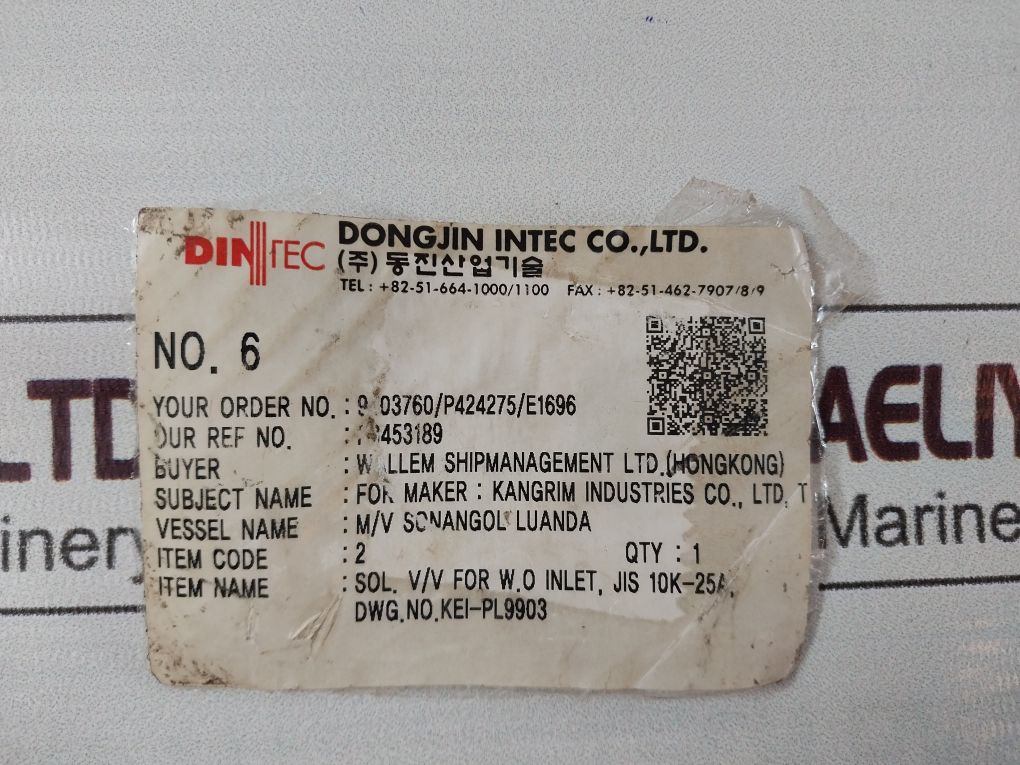 DINTEC
DONGJIN INTEC CO.,LTD.
(주) 동진산업기술
TEL : +82-51-664-1000/1100 FAX : +82-51-462-7907/8/9
NO. 6
YOUR ORDER NO. : 03760/P424275/E1696
OUR REF NO. : 453189
BUYER : WALLEM SHIPMANAGEMENT LTD.(HONGKONG)
SUBJECT NAME : FOR MAKER : KANGRIM INDUSTRIES CO., LTD, T
VESSEL NAME : M/V SONANGOL LUANDA
ITEM CODE : 2 QTY : 1
ITEM NAME : SOL. V/V FOR W.O INLET, JIS 10K-25A,
DWG.NO.KEI-PL9903
LTD
AELIY
inery
Marine